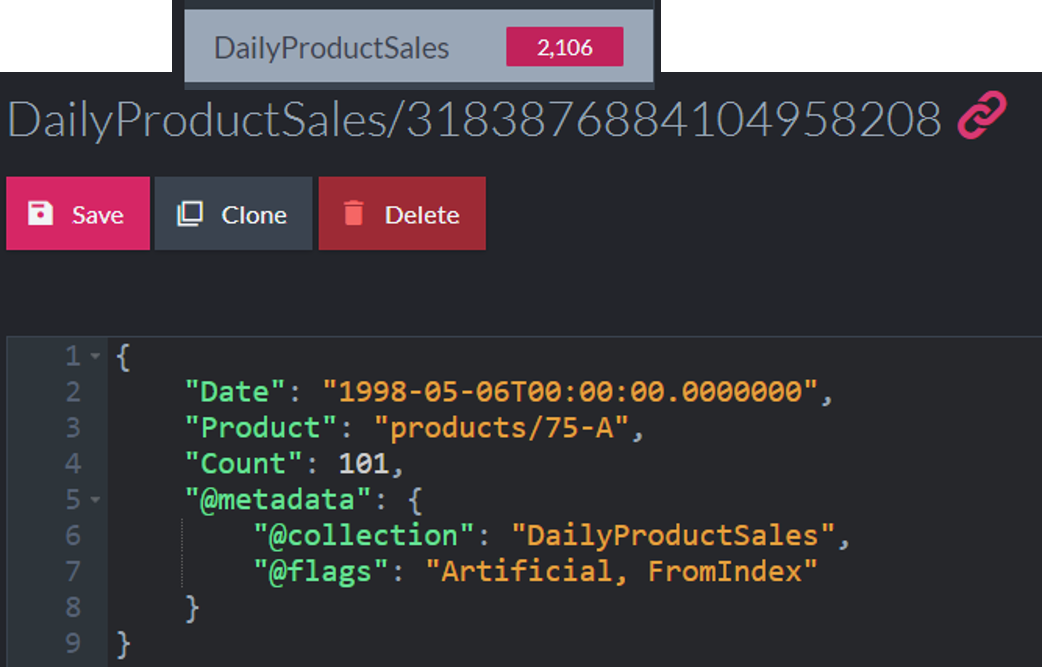 DailyProductSales 2,106
DailyProductSales/3183876884104958208
Save Clone Delete
1 {
2 "Date": "1998-05-06T00:00:00.0000000",
3 "Product": "products/75-A",
4 "Count": 101,
5 "@metadata": {
6 "@collection": "DailyProductSales",
7 "@flags": "Artificial, FromIndex"
8 }
9 }